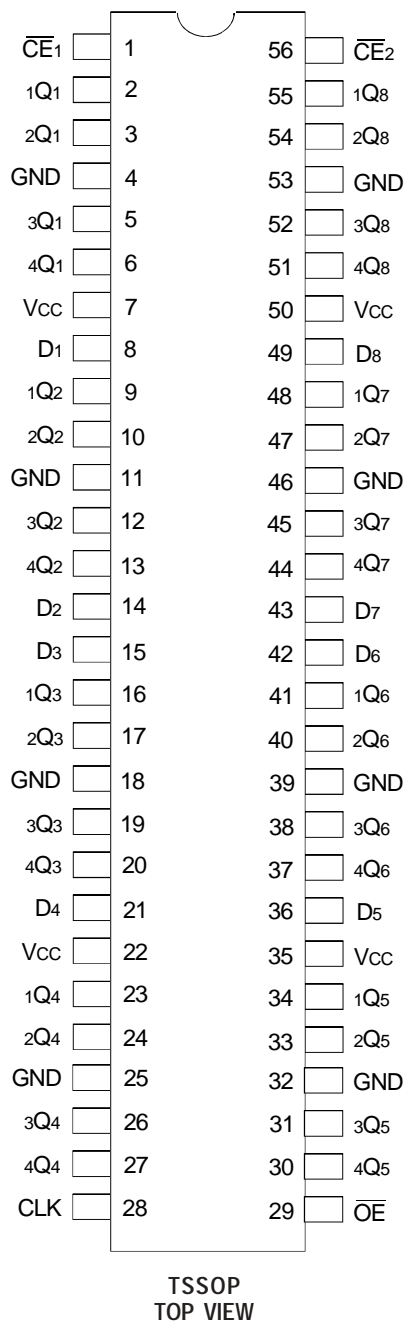 C̅E̅1 1 56 C̅E̅2
1Q1 2 55 1Q8
2Q1 3 54 2Q8
GND 4 53 GND
3Q1 5 52 3Q8
4Q1 6 51 4Q8
VCC 7 50 VCC
D1 8 49 D8
1Q2 9 48 1Q7
2Q2 10 47 2Q7
GND 11 46 GND
3Q2 12 45 3Q7
4Q2 13 44 4Q7
D2 14 43 D7
D3 15 42 D6
1Q3 16 41 1Q6
2Q3 17 40 2Q6
GND 18 39 GND
3Q3 19 38 3Q6
4Q3 20 37 4Q6
D4 21 36 D5
VCC 22 35 VCC
1Q4 23 34 1Q5
2Q4 24 33 2Q5
GND 25 32 GND
3Q4 26 31 3Q5
4Q4 27 30 4Q5
CLK 28 29 O̅E̅
TSSOP
TOP VIEW